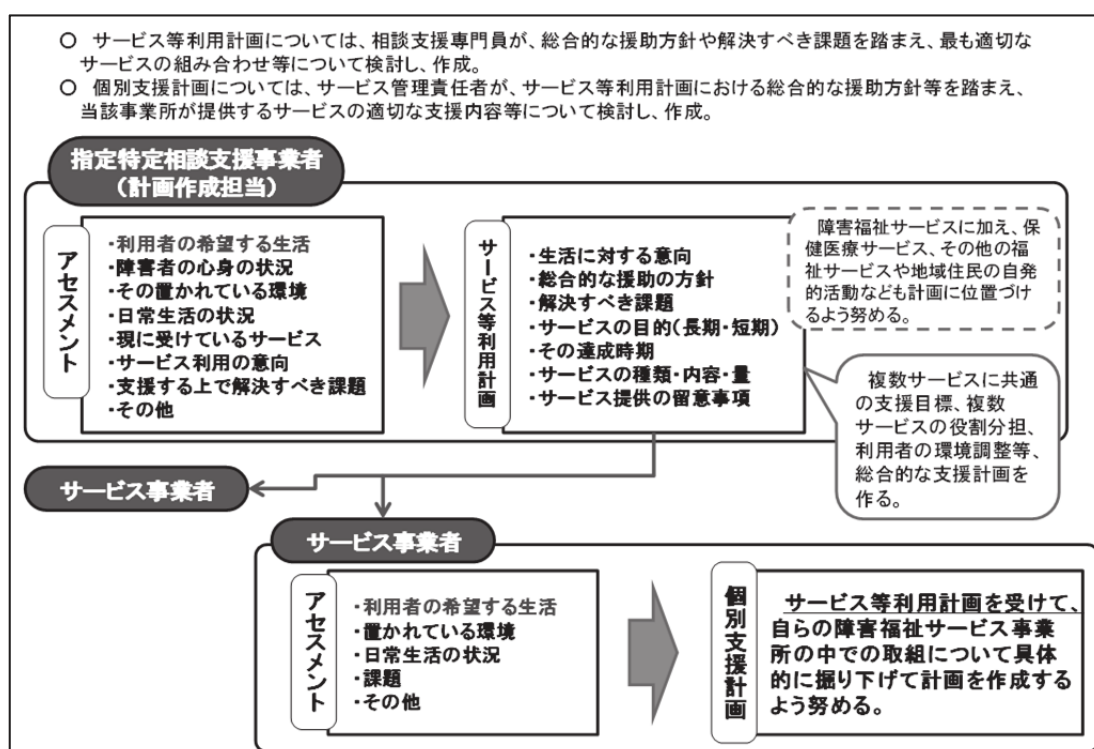 ○ サービス等利用計画については、相談支援専門員が、総合的な援助方針や解決すべき課題を踏まえ、最も適切な
サービスの組み合わせ等について検討し、作成。
○ 個別支援計画については、サービス管理責任者が、サービス等利用計画における総合的な援助方針等を踏まえ、
当該事業所が提供するサービスの適切な支援内容等について検討し、作成。
指定特定相談支援事業者
(計画作成担当)
アセスメント
・利用者の希望する生活
・障害者の心身の状況
・その置かれている環境
・日常生活の状況
・現に受けているサービス
・サービス利用の意向
・支援する上で解決すべき課題
・その他
サービス等利用計画
・生活に対する意向
・総合的な援助の方針
・解決すべき課題
・サービスの目的(長期・短期)
・その達成時期
・サービスの種類・内容・量
・サービス提供の留意事項
障害福祉サービスに加え、保
健医療サービス、その他の福
祉サービスや地域住民の自発
的活動なども計画に位置づけ
るよう努める。
複数サービスに共通
の支援目標、複数
サービスの役割分担、
利用者の環境調整等、
総合的な支援計画を
作る。
サービス事業者
サービス事業者
アセスメント
・利用者の希望する生活
・置かれている環境
・日常生活の状況
・課題
・その他
個別支援計画
サービス等利用計画を受けて、
自らの障害福祉サービス事業
所の中での取組について具体
的に掘り下げて計画を作成する
よう努める。